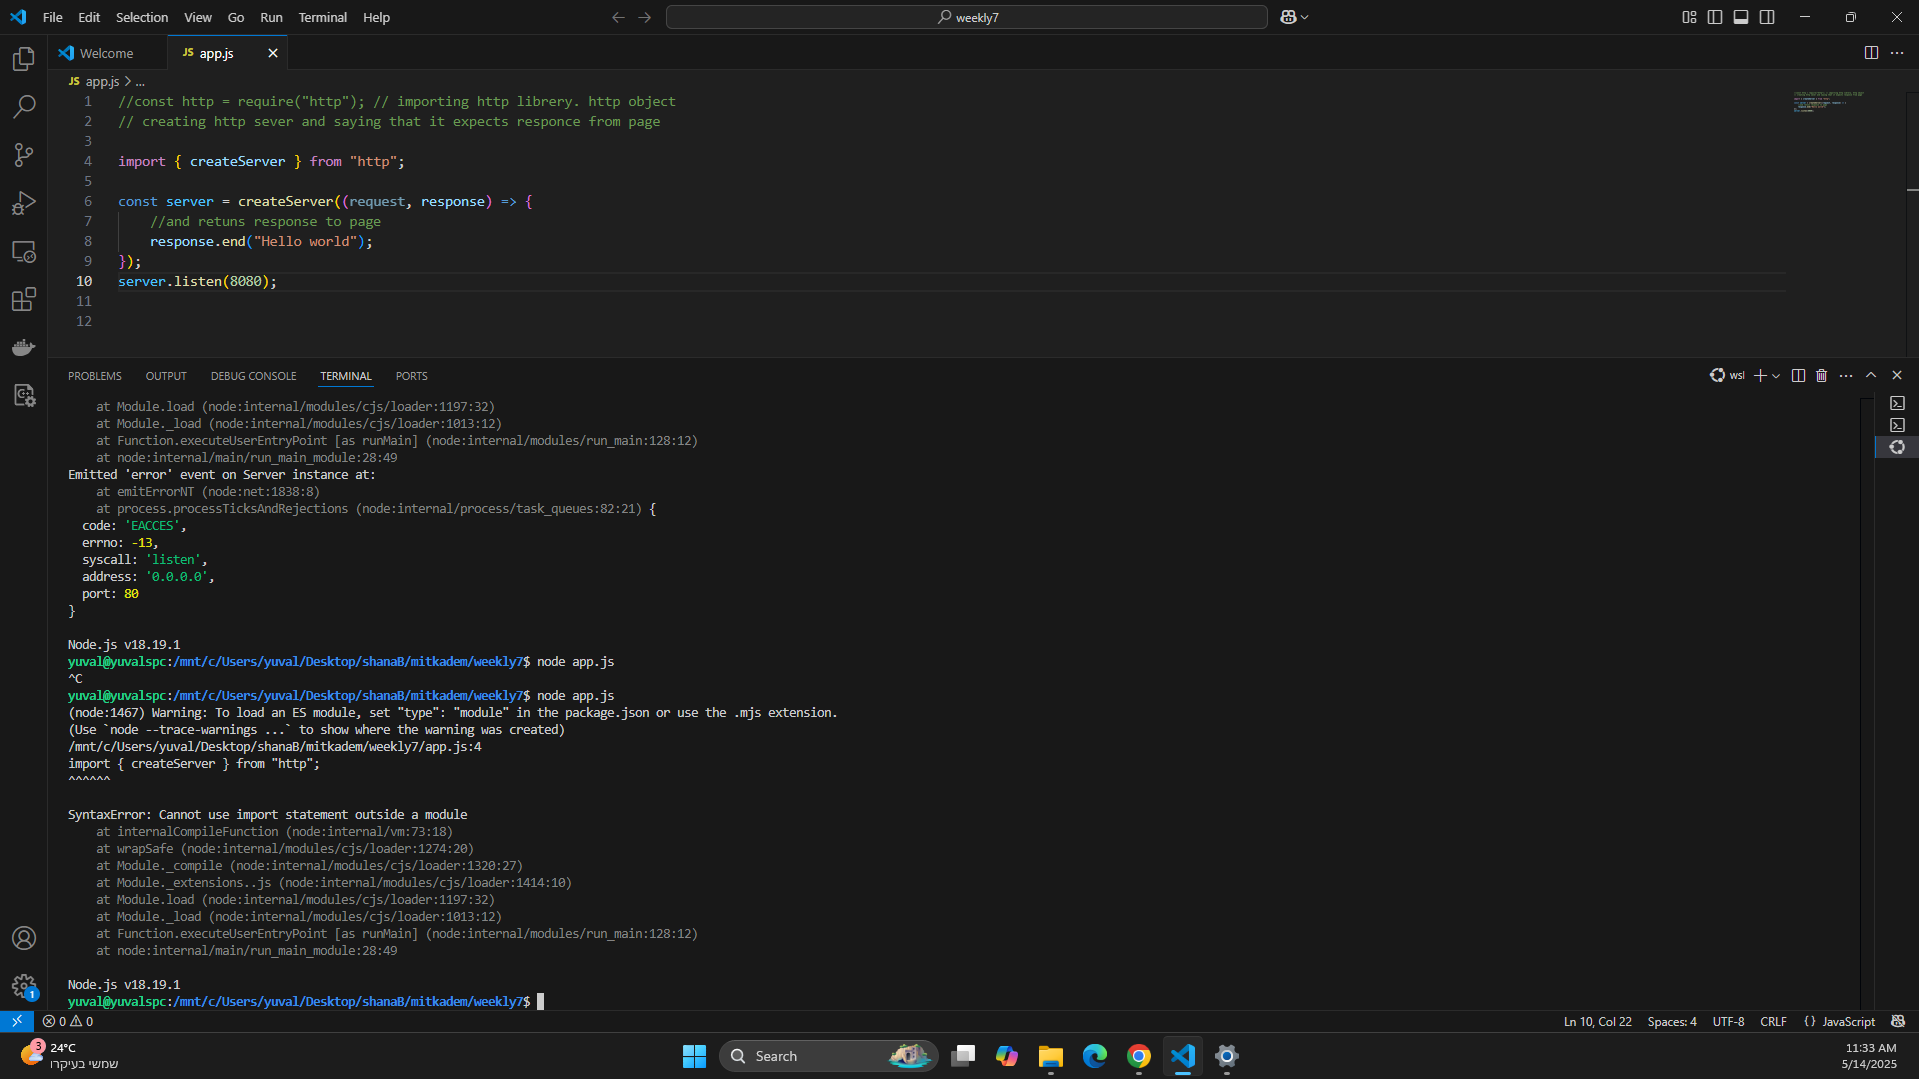 File Edit Selection View Go Run Terminal Help
weekly7
Welcome
JS app.js
JS app.js > ...
1 //const http = require("http"); // importing http librery. http object
2 // creating http sever and saying that it expects responce from page
3
4 import { createServer } from "http";
5
6 const server = createServer((request, response) => {
7 //and retuns response to page
8 response.end("Hello world");
9 });
10 server.listen(8080);
11
12
PROBLEMS OUTPUT DEBUG CONSOLE TERMINAL PORTS
wsl
at Module.load (node:internal/modules/cjs/loader:1197:32)
at Module._load (node:internal/modules/cjs/loader:1013:12)
at Function.executeUserEntryPoint [as runMain] (node:internal/modules/run_main:128:12)
at node:internal/main/run_main_module:28:49
Emitted 'error' event on Server instance at:
at emitErrorNT (node:net:1838:8)
at process.processTicksAndRejections (node:internal/process/task_queues:82:21) {
code: 'EACCES',
errno: -13,
syscall: 'listen',
address: '0.0.0.0',
port: 80
}
Node.js v18.19.1
yuval@yuvalspc:/mnt/c/Users/yuval/Desktop/shanaB/mitkadem/weekly7$ node app.js
^C
yuval@yuvalspc:/mnt/c/Users/yuval/Desktop/shanaB/mitkadem/weekly7$ node app.js
(node:1467) Warning: To load an ES module, set "type": "module" in the package.json or use the .mjs extension.
(Use `node --trace-warnings ...` to show where the warning was created)
/mnt/c/Users/yuval/Desktop/shanaB/mitkadem/weekly7/app.js:4
import { createServer } from "http";
^^^^^^
SyntaxError: Cannot use import statement outside a module
at internalCompileFunction (node:internal/vm:73:18)
at wrapSafe (node:internal/modules/cjs/loader:1274:20)
at Module._compile (node:internal/modules/cjs/loader:1320:27)
at Module._extensions..js (node:internal/modules/cjs/loader:1414:10)
at Module.load (node:internal/modules/cjs/loader:1197:32)
at Module._load (node:internal/modules/cjs/loader:1013:12)
at Function.executeUserEntryPoint [as runMain] (node:internal/modules/run_main:128:12)
at node:internal/main/run_main_module:28:49
Node.js v18.19.1
yuval@yuvalspc:/mnt/c/Users/yuval/Desktop/shanaB/mitkadem/weekly7$
1
0 0
Ln 10, Col 22 Spaces: 4 UTF-8 CRLF {} JavaScript
3
24°C
שמשי בעיקרו
Search
11:33 AM
5/14/2025